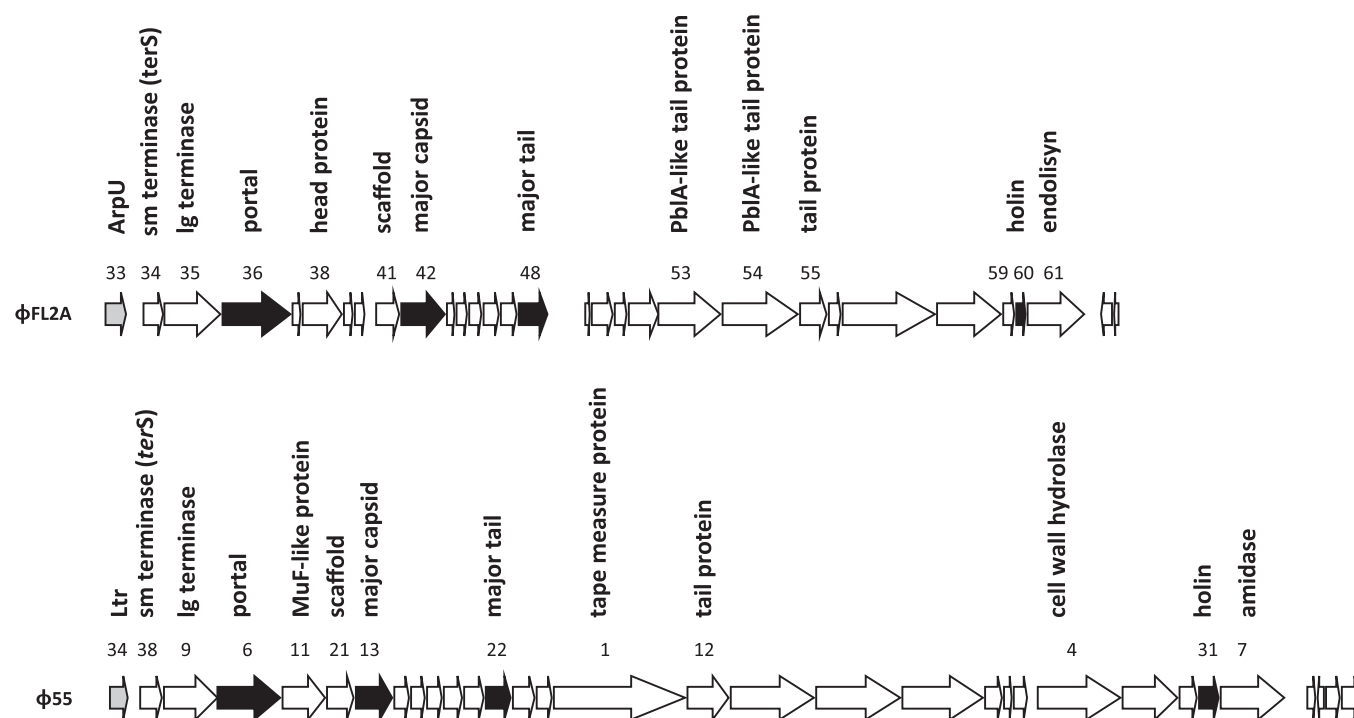 ArpU
sm terminase (terS)
lg terminase
portal
head protein
scaffold
major capsid
major tail
PblA-like tail protein
PblA-like tail protein
tail protein
holin
endolisyn
33 34 35 36 38 41 42 48 53 54 55 59 60 61
ϕFL2A
Ltr
sm terminase (terS)
lg terminase
portal
MuF-like protein
scaffold
major capsid
major tail
tape measure protein
tail protein
cell wall hydrolase
holin
amidase
34 38 9 6 11 21 13 22 1 12 4 31 7
ϕ55